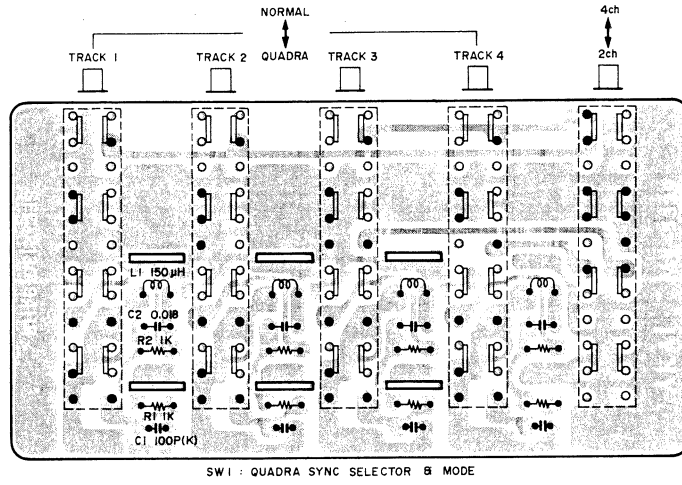 NORMAL
4ch
TRACK 1
TRACK 2
QUADRA
TRACK 3
TRACK 4
2ch
L1 150μH
C2 0.018
R2 1K
R1 1K
C1 100P(K)
SW1 : QUADRA SYNC SELECTOR & MODE